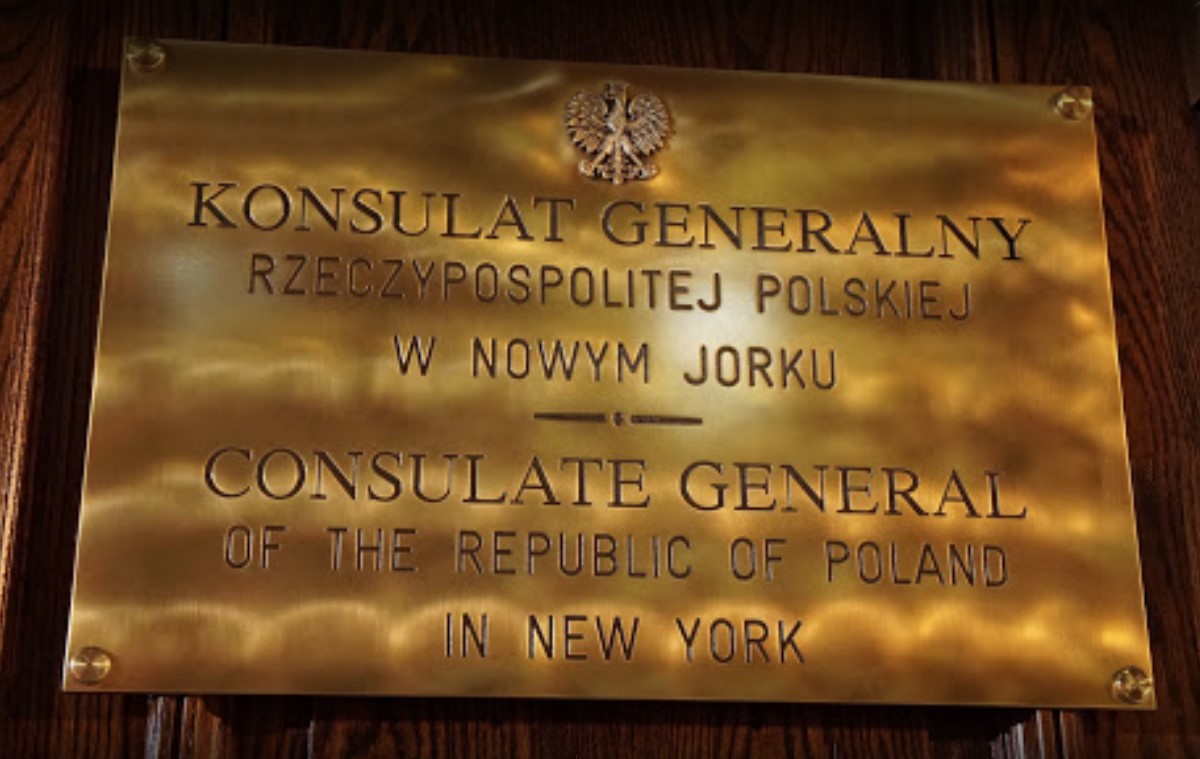 KONSULAT GENERALNY
RZECZYPOSPOLITEJ POLSKIEJ
W NOWYM JORKU
CONSULATE GENERAL
OF THE REPUBLIC OF POLAND
IN NEW YORK